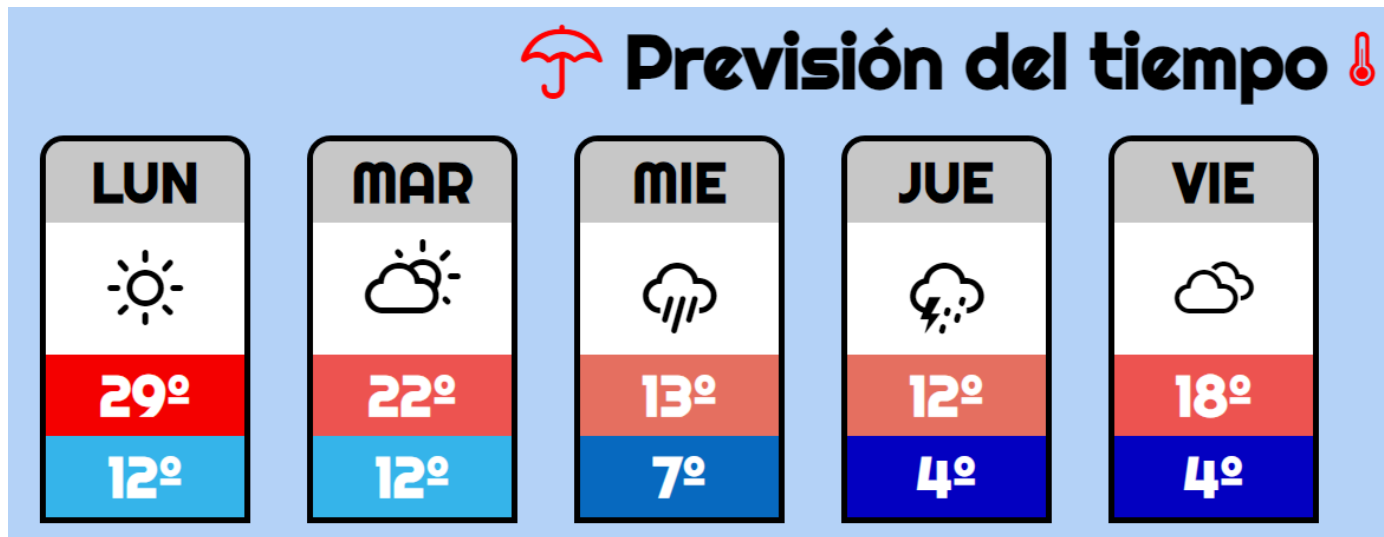 Previsión del tiempo
LUN MAR MIE JUE VIE
29º 22º 13º 12º 18º
12º 12º 7º 4º 4º